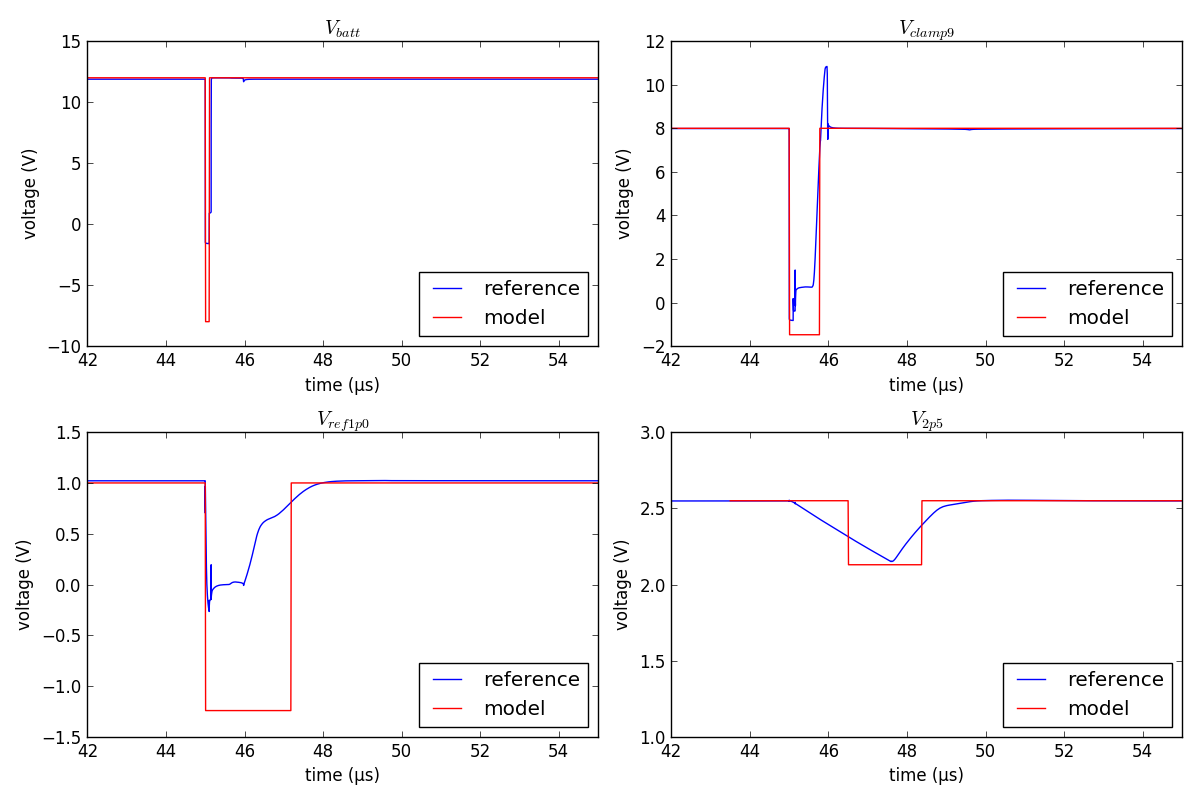 V_batt
15
10
5
0
−5
−10
voltage (V)
42 44 46 48 50 52 54
time (µs)
reference
model
V_clamp9
12
10
8
6
4
2
0
−2
voltage (V)
42 44 46 48 50 52 54
time (µs)
reference
model
V_ref1p0
1.5
1.0
0.5
0.0
−0.5
−1.0
−1.5
voltage (V)
42 44 46 48 50 52 54
time (µs)
reference
model
V_2p5
3.0
2.5
2.0
1.5
1.0
voltage (V)
42 44 46 48 50 52 54
time (µs)
reference
model